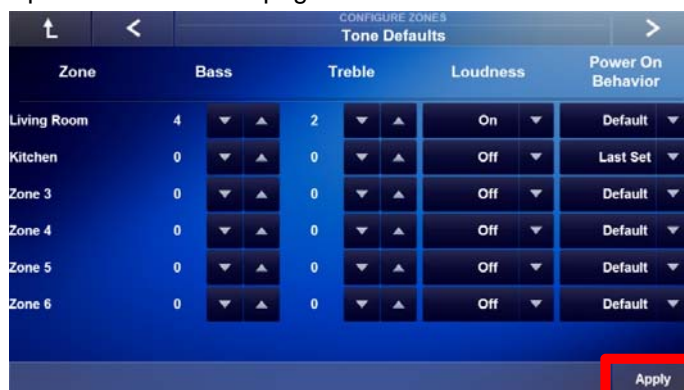 CONFIGURE ZONES
Tone Defaults
Zone Bass Treble Loudness Power On Behavior
Living Room 4 2 On Default
Kitchen 0 0 Off Last Set
Zone 3 0 0 Off Default
Zone 4 0 0 Off Default
Zone 5 0 0 Off Default
Zone 6 0 0 Off Default
Apply